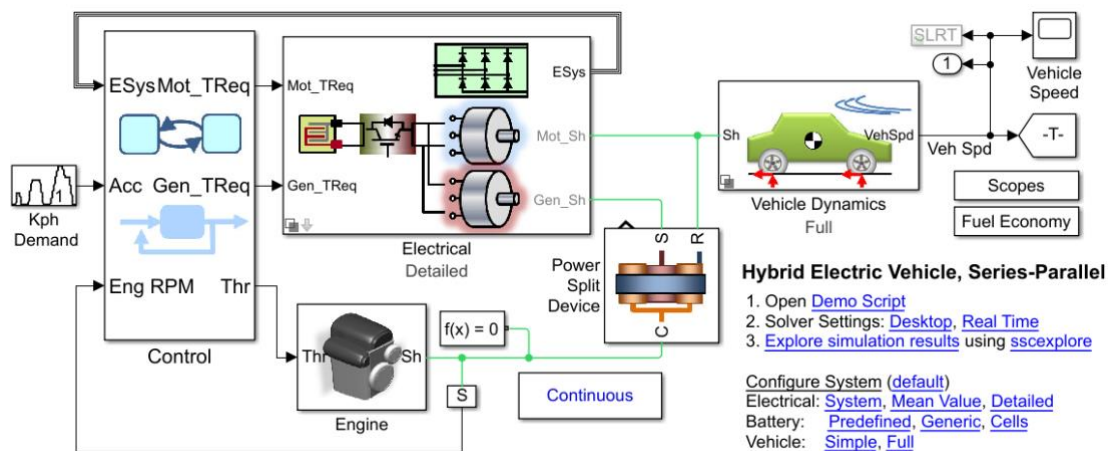 SLRT
1
Vehicle
Speed
ESys
Mot_TReq
Mot_TReq
ESys
Mot_Sh
Sh
VehSpd
Veh Spd
-T-
Acc
Gen_TReq
Gen_TReq
Gen_Sh
Kph
Demand
Scopes
Fuel Economy
Vehicle Dynamics
Full
Electrical
Detailed
S
R
Power
Split
Device
C
Eng RPM
Thr
Control
f(x) = 0
Thr
Sh
Engine
S
Continuous
Hybrid Electric Vehicle, Series-Parallel
1. Open Demo Script
2. Solver Settings: Desktop, Real Time
3. Explore simulation results using sscexplore
Configure System (default)
Electrical: System, Mean Value, Detailed
Battery: Predefined, Generic, Cells
Vehicle: Simple, Full